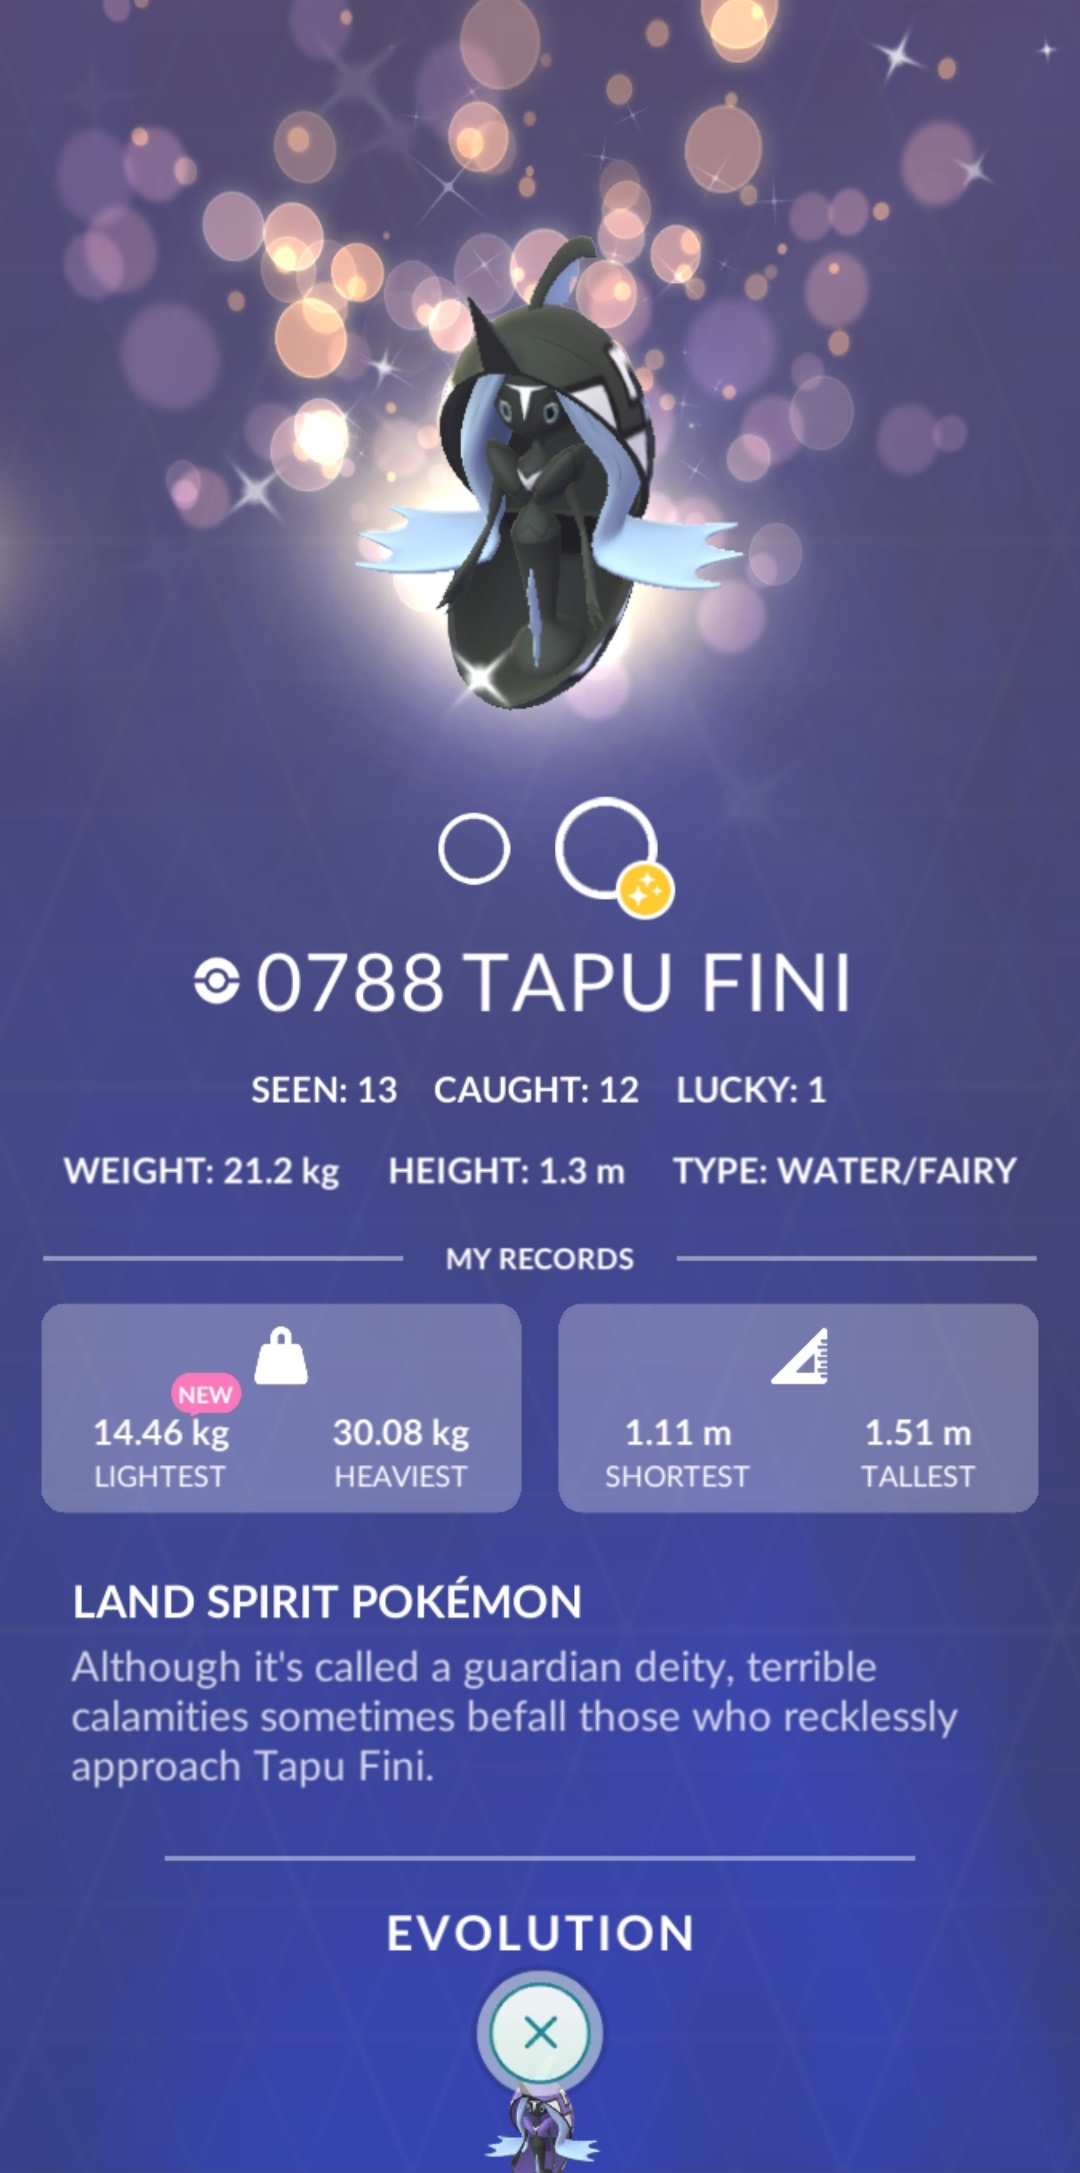 0788 TAPU FINI
SEEN: 13 CAUGHT: 12 LUCKY: 1
WEIGHT: 21.2 kg HEIGHT: 1.3 m TYPE: WATER/FAIRY
MY RECORDS
NEW
14.46 kg 30.08 kg 1.11 m 1.51 m
LIGHTEST HEAVIEST SHORTEST TALLEST
LAND SPIRIT POKÉMON
Although it's called a guardian deity, terrible
calamities sometimes befall those who recklessly
approach Tapu Fini.
EVOLUTION